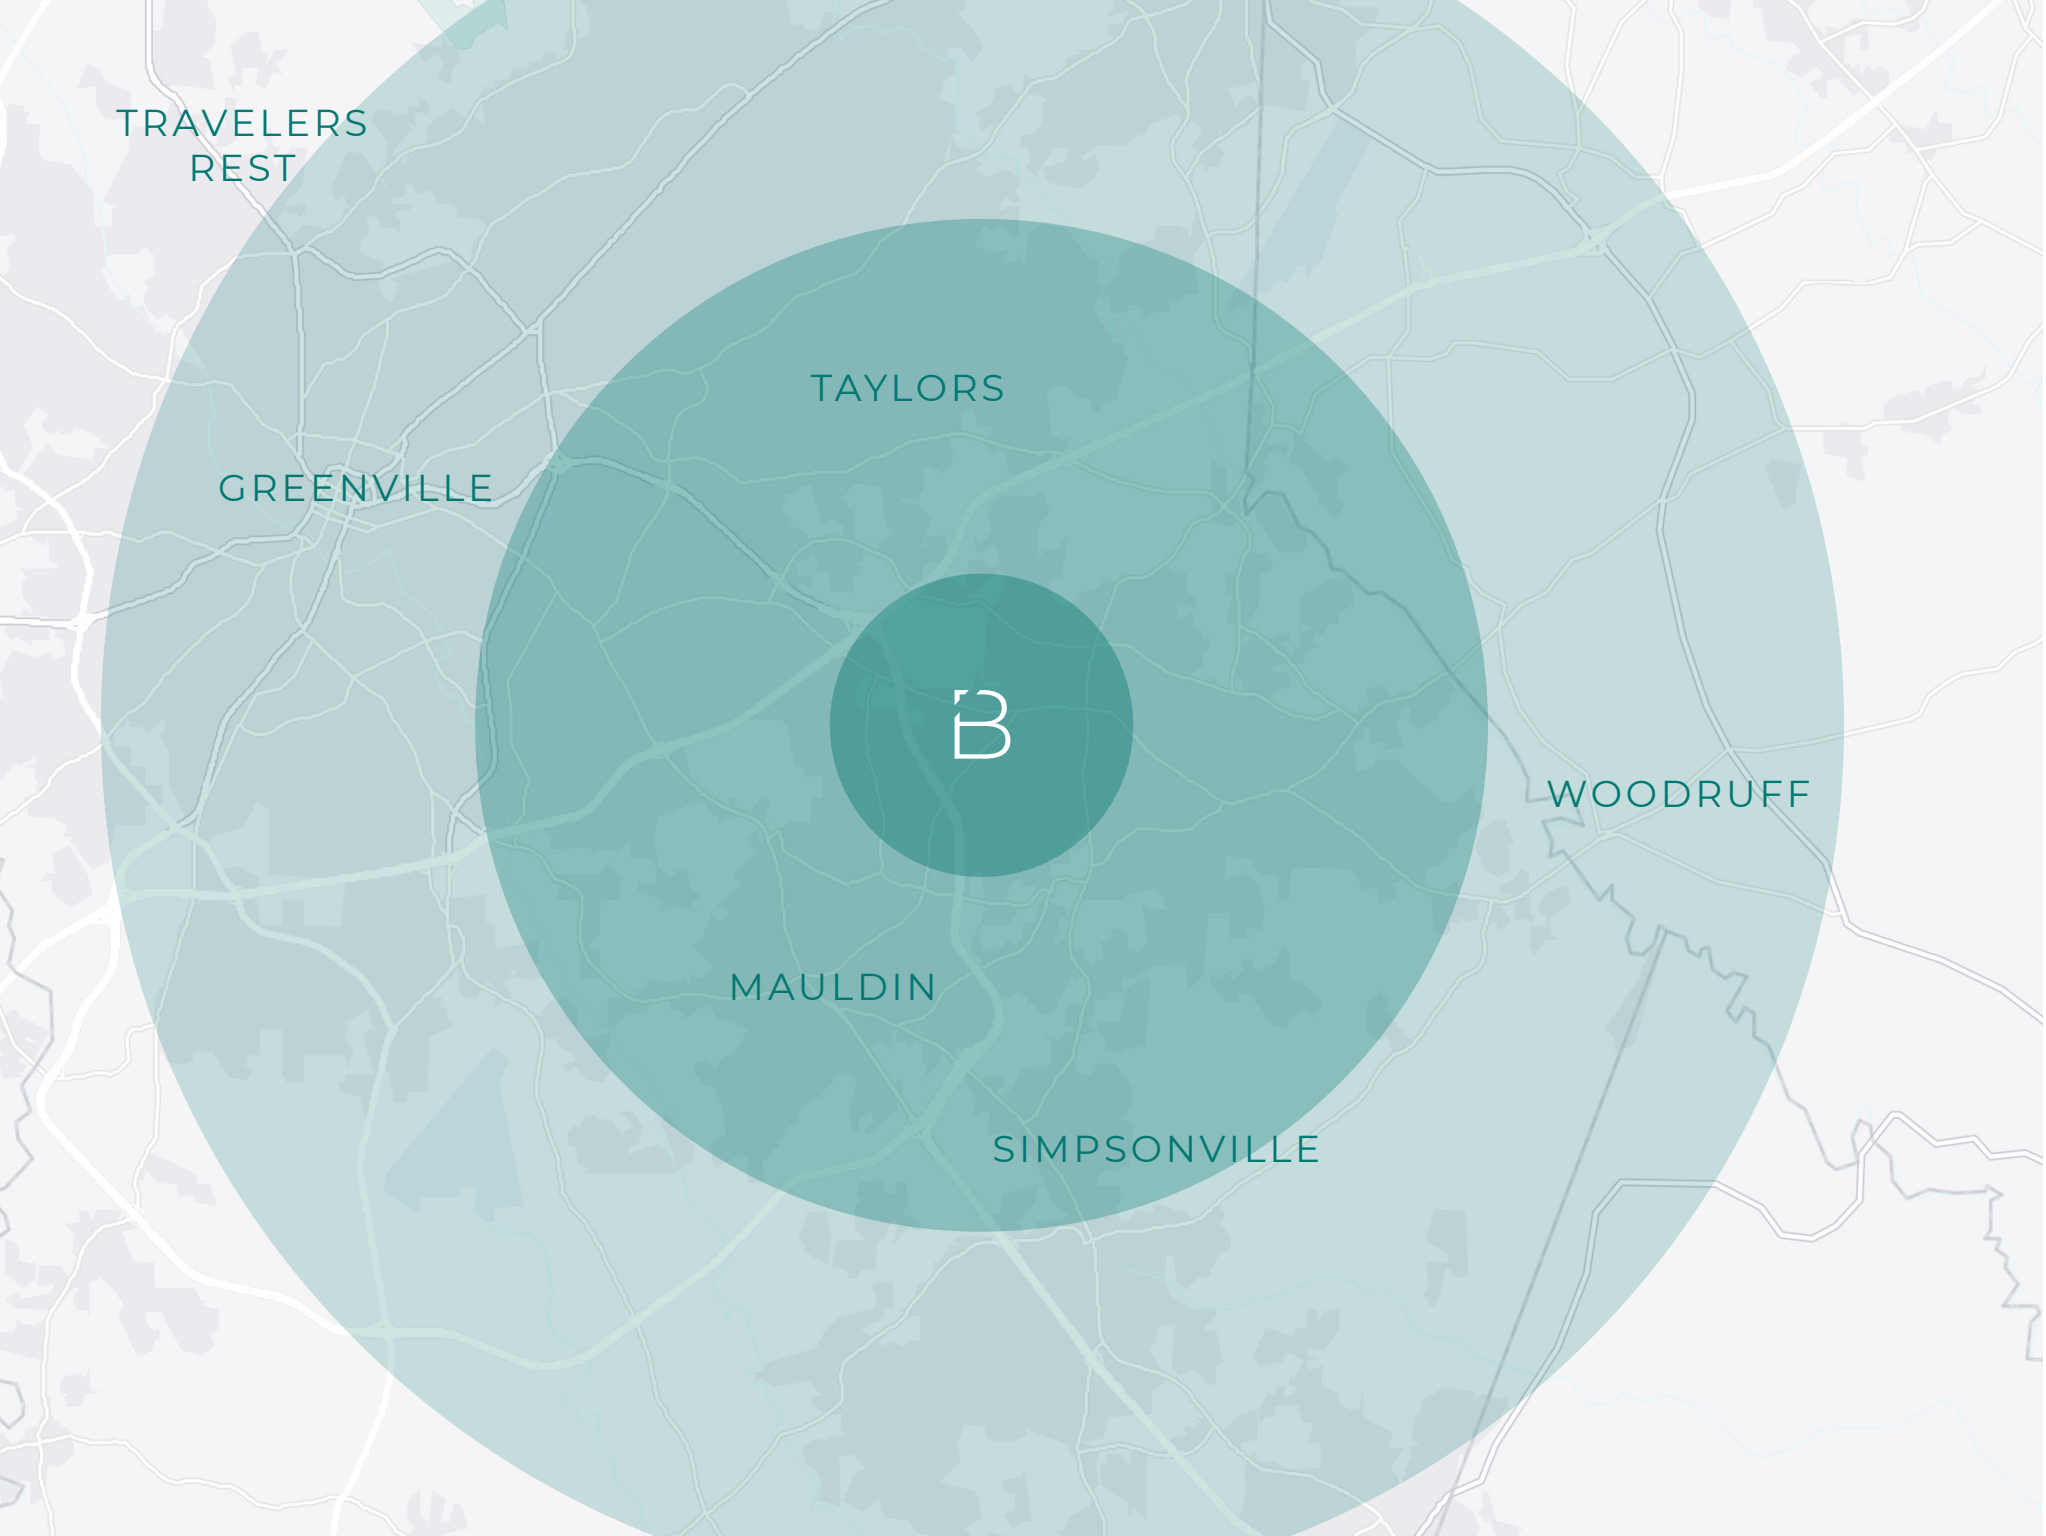 TRAVELERS
REST
TAYLORS
GREENVILLE
B
WOODRUFF
MAULDIN
SIMPSONVILLE